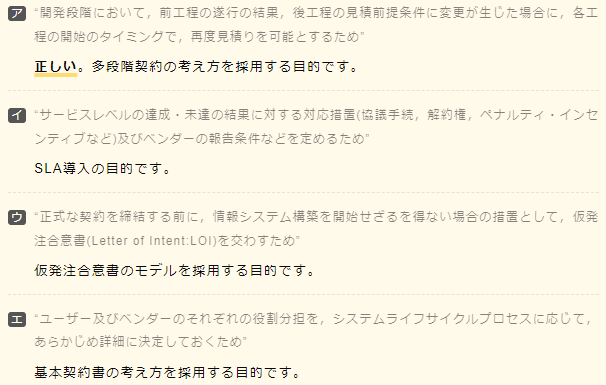 ア “開発段階において，前工程の遂行の結果，後工程の見積前提条件に変更が生じた場合に，各工
程の開始のタイミングで，再度見積りを可能とするため”
正しい。多段階契約の考え方を採用する目的です。
イ “サービスレベルの達成・未達の結果に対する対応措置(協議手続，解約権，ペナルティ・インセ
ンティブなど)及びベンダーの報告条件などを定めるため”
SLA導入の目的です。
ウ “正式な契約を締結する前に，情報システム構築を開始せざるを得ない場合の措置として，仮発
注合意書(Letter of Intent:LOI)を交わすため”
仮発注合意書のモデルを採用する目的です。
エ “ユーザー及びベンダーのそれぞれの役割分担を，システムライフサイクルプロセスに応じて，
あらかじめ詳細に決定しておくため”
基本契約書の考え方を採用する目的です。